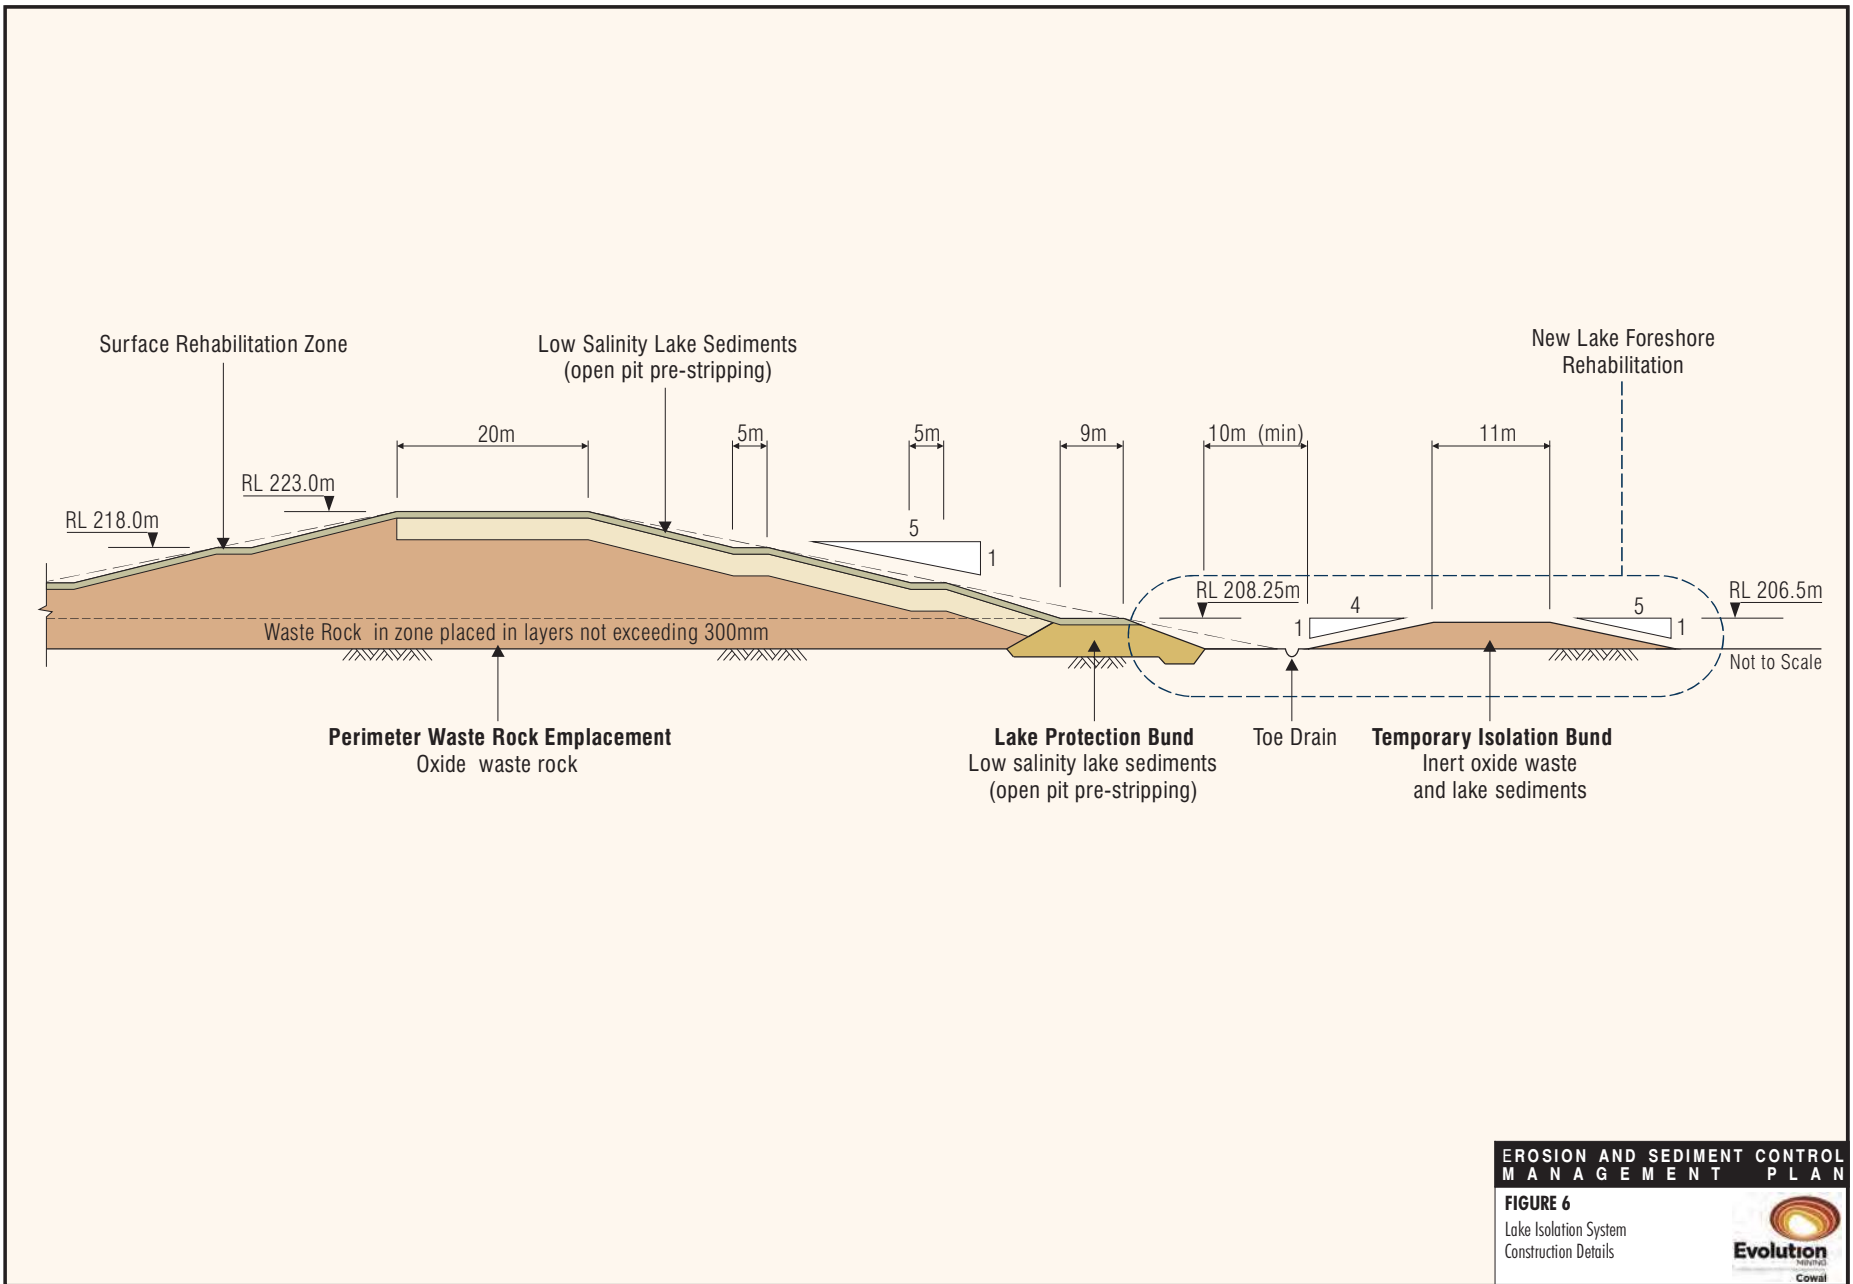 New Lake Foreshore
Rehabilitation
Surface Rehabilitation Zone
Low Salinity Lake Sediments
(open pit pre-stripping)
20m
5m
5m
9m
10m (min)
11m
RL 223.0m
RL 218.0m
5
1
RL 208.25m
4
1
5
1
RL 206.5m
Waste Rock in zone placed in layers not exceeding 300mm
Not to Scale
Perimeter Waste Rock Emplacement
Oxide waste rock
Lake Protection Bund
Low salinity lake sediments
(open pit pre-stripping)
Toe Drain
Temporary Isolation Bund
Inert oxide waste
and lake sediments
EROSION AND SEDIMENT CONTROL
MANAGEMENT PLAN
FIGURE 6
Lake Isolation System
Construction Details
Evolution
MINING
Cowal